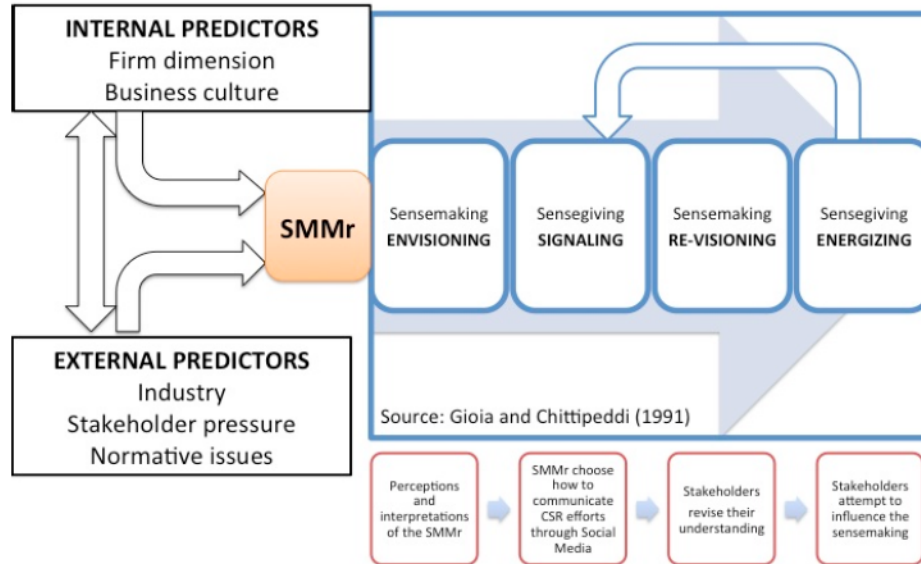 INTERNAL PREDICTORS
Firm dimension
Business culture
SMMr
EXTERNAL PREDICTORS
Industry
Stakeholder pressure
Normative issues
Sensemaking
ENVISIONING
Sensegiving
SIGNALING
Sensemaking
RE-VISIONING
Sensegiving
ENERGIZING
Source: Gioia and Chittipeddi (1991)
Perceptions
and
interpretations
of the SMMr
SMMr choose
how to
communicate
CSR efforts
through Social
Media
Stakeholders
revise their
understanding
Stakeholders
attempt to
influence the
sensemaking